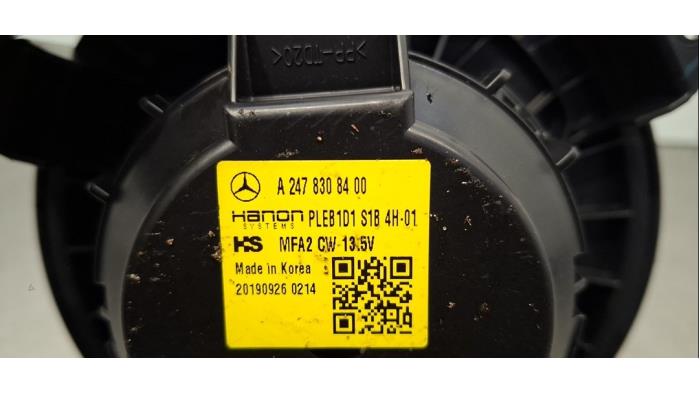 >PP-TD20<
A 247 830 84 00
Hanon PLEB1D1 S1B 4H-01
SYSTEMS
HS MFA2 CW 13.5V
Made in Korea
20190926 0214